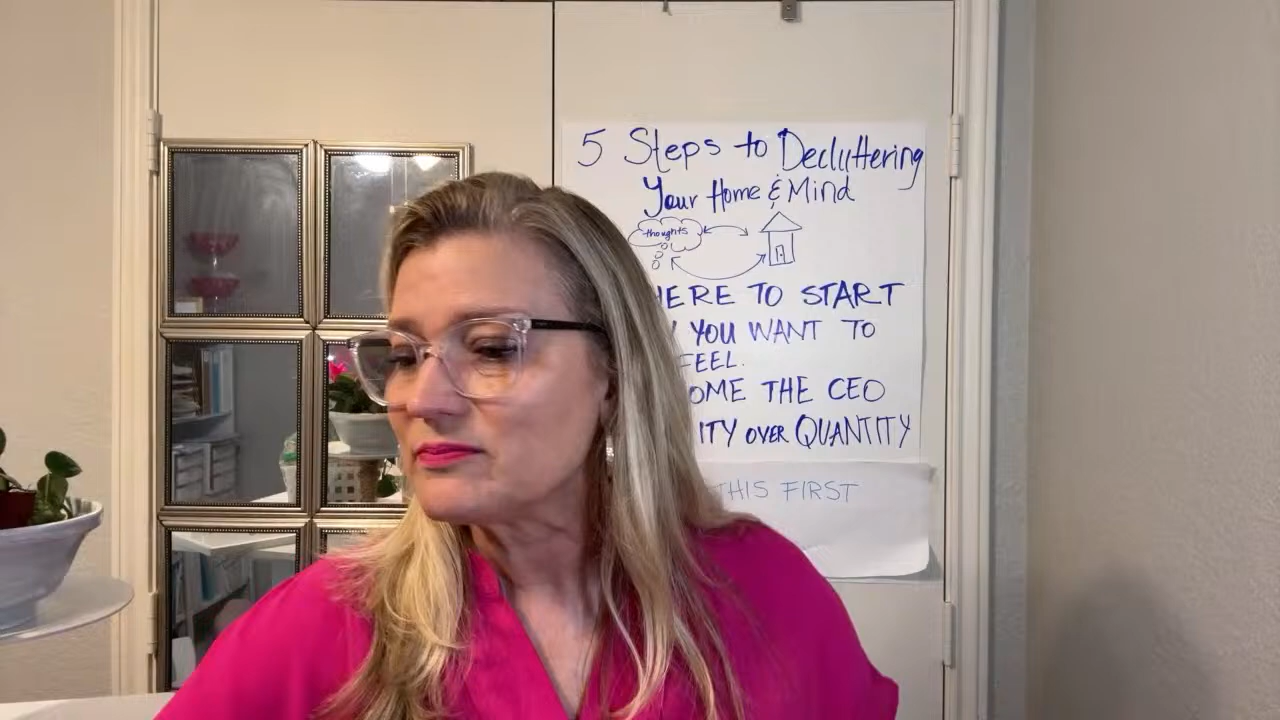 5 Steps to Decluttering
Your Home & Mind
thoughts
HERE TO START
YOU WANT TO
FEEL.
OME THE CEO
ITY OVER QUANTITY
THIS FIRST